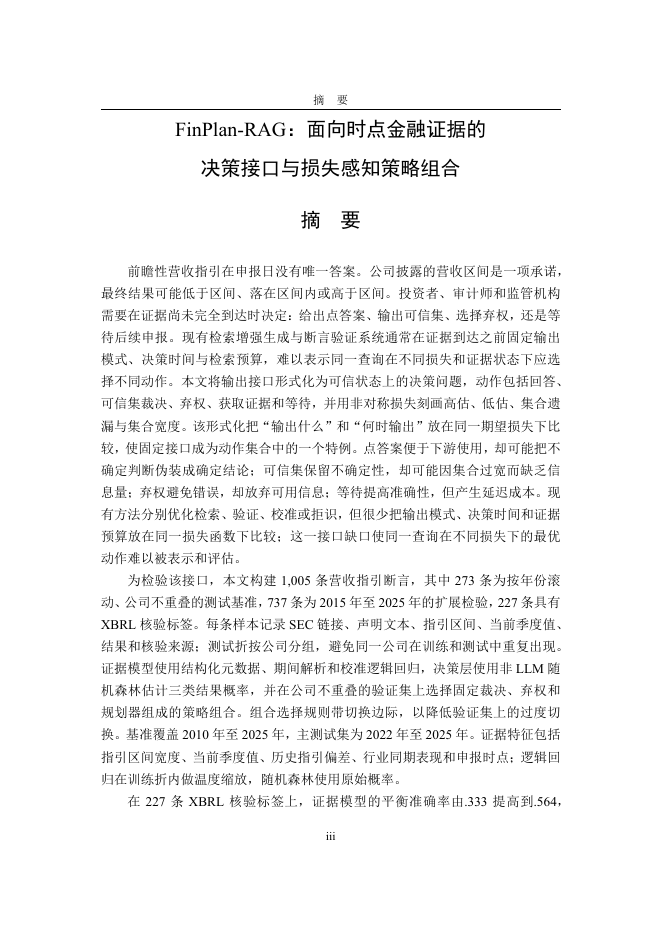 摘 要
FinPlan-RAG：面向时点金融证据的
决策接口与损失感知策略组合
摘 要
前瞻性营收指引在申报日没有唯一答案。公司披露的营收区间是一项承诺，
最终结果可能低于区间、落在区间内或高于区间。投资者、审计师和监管机构
需要在证据尚未完全到达时决定：给出点答案、输出可信集、选择弃权，还是等
待后续申报。现有检索增强生成与断言验证系统通常在证据到达之前固定输出
模式、决策时间与检索预算，难以表示同一查询在不同损失和证据状态下应选
择不同动作。本文将输出接口形式化为可信状态上的决策问题，动作包括回答、
可信集裁决、弃权、获取证据和等待，并用非对称损失刻画高估、低估、集合遗
漏与集合宽度。该形式化把“输出什么”和“何时输出”放在同一期望损失下比
较，使固定接口成为动作集合中的一个特例。点答案便于下游使用，却可能把不
确定判断伪装成确定结论；可信集保留不确定性，却可能因集合过宽而缺乏信
息量；弃权避免错误，却放弃可用信息；等待提高准确性，但产生延迟成本。现
有方法分别优化检索、验证、校准或拒识，但很少把输出模式、决策时间和证据
预算放在同一损失函数下比较；这一接口缺口使同一查询在不同损失下的最优
动作难以被表示和评估。
为检验该接口，本文构建 1,005 条营收指引断言，其中 273 条为按年份滚
动、公司不重叠的测试基准，737 条为 2015 年至 2025 年的扩展检验，227 条具有
XBRL 核验标签。每条样本记录 SEC 链接、声明文本、指引区间、当前季度值、
结果和核验来源；测试折按公司分组，避免同一公司在训练和测试中重复出现。
证据模型使用结构化元数据、期间解析和校准逻辑回归，决策层使用非 LLM 随
机森林估计三类结果概率，并在公司不重叠的验证集上选择固定裁决、弃权和
规划器组成的策略组合。组合选择规则带切换边际，以降低验证集上的过度切
换。基准覆盖 2010 年至 2025 年，主测试集为 2022 年至 2025 年。证据特征包括
指引区间宽度、当前季度值、历史指引偏差、行业同期表现和申报时点；逻辑回
归在训练折内做温度缩放，随机森林使用原始概率。
在 227 条 XBRL 核验标签上，证据模型的平衡准确率由.333 提高到.564，
iii